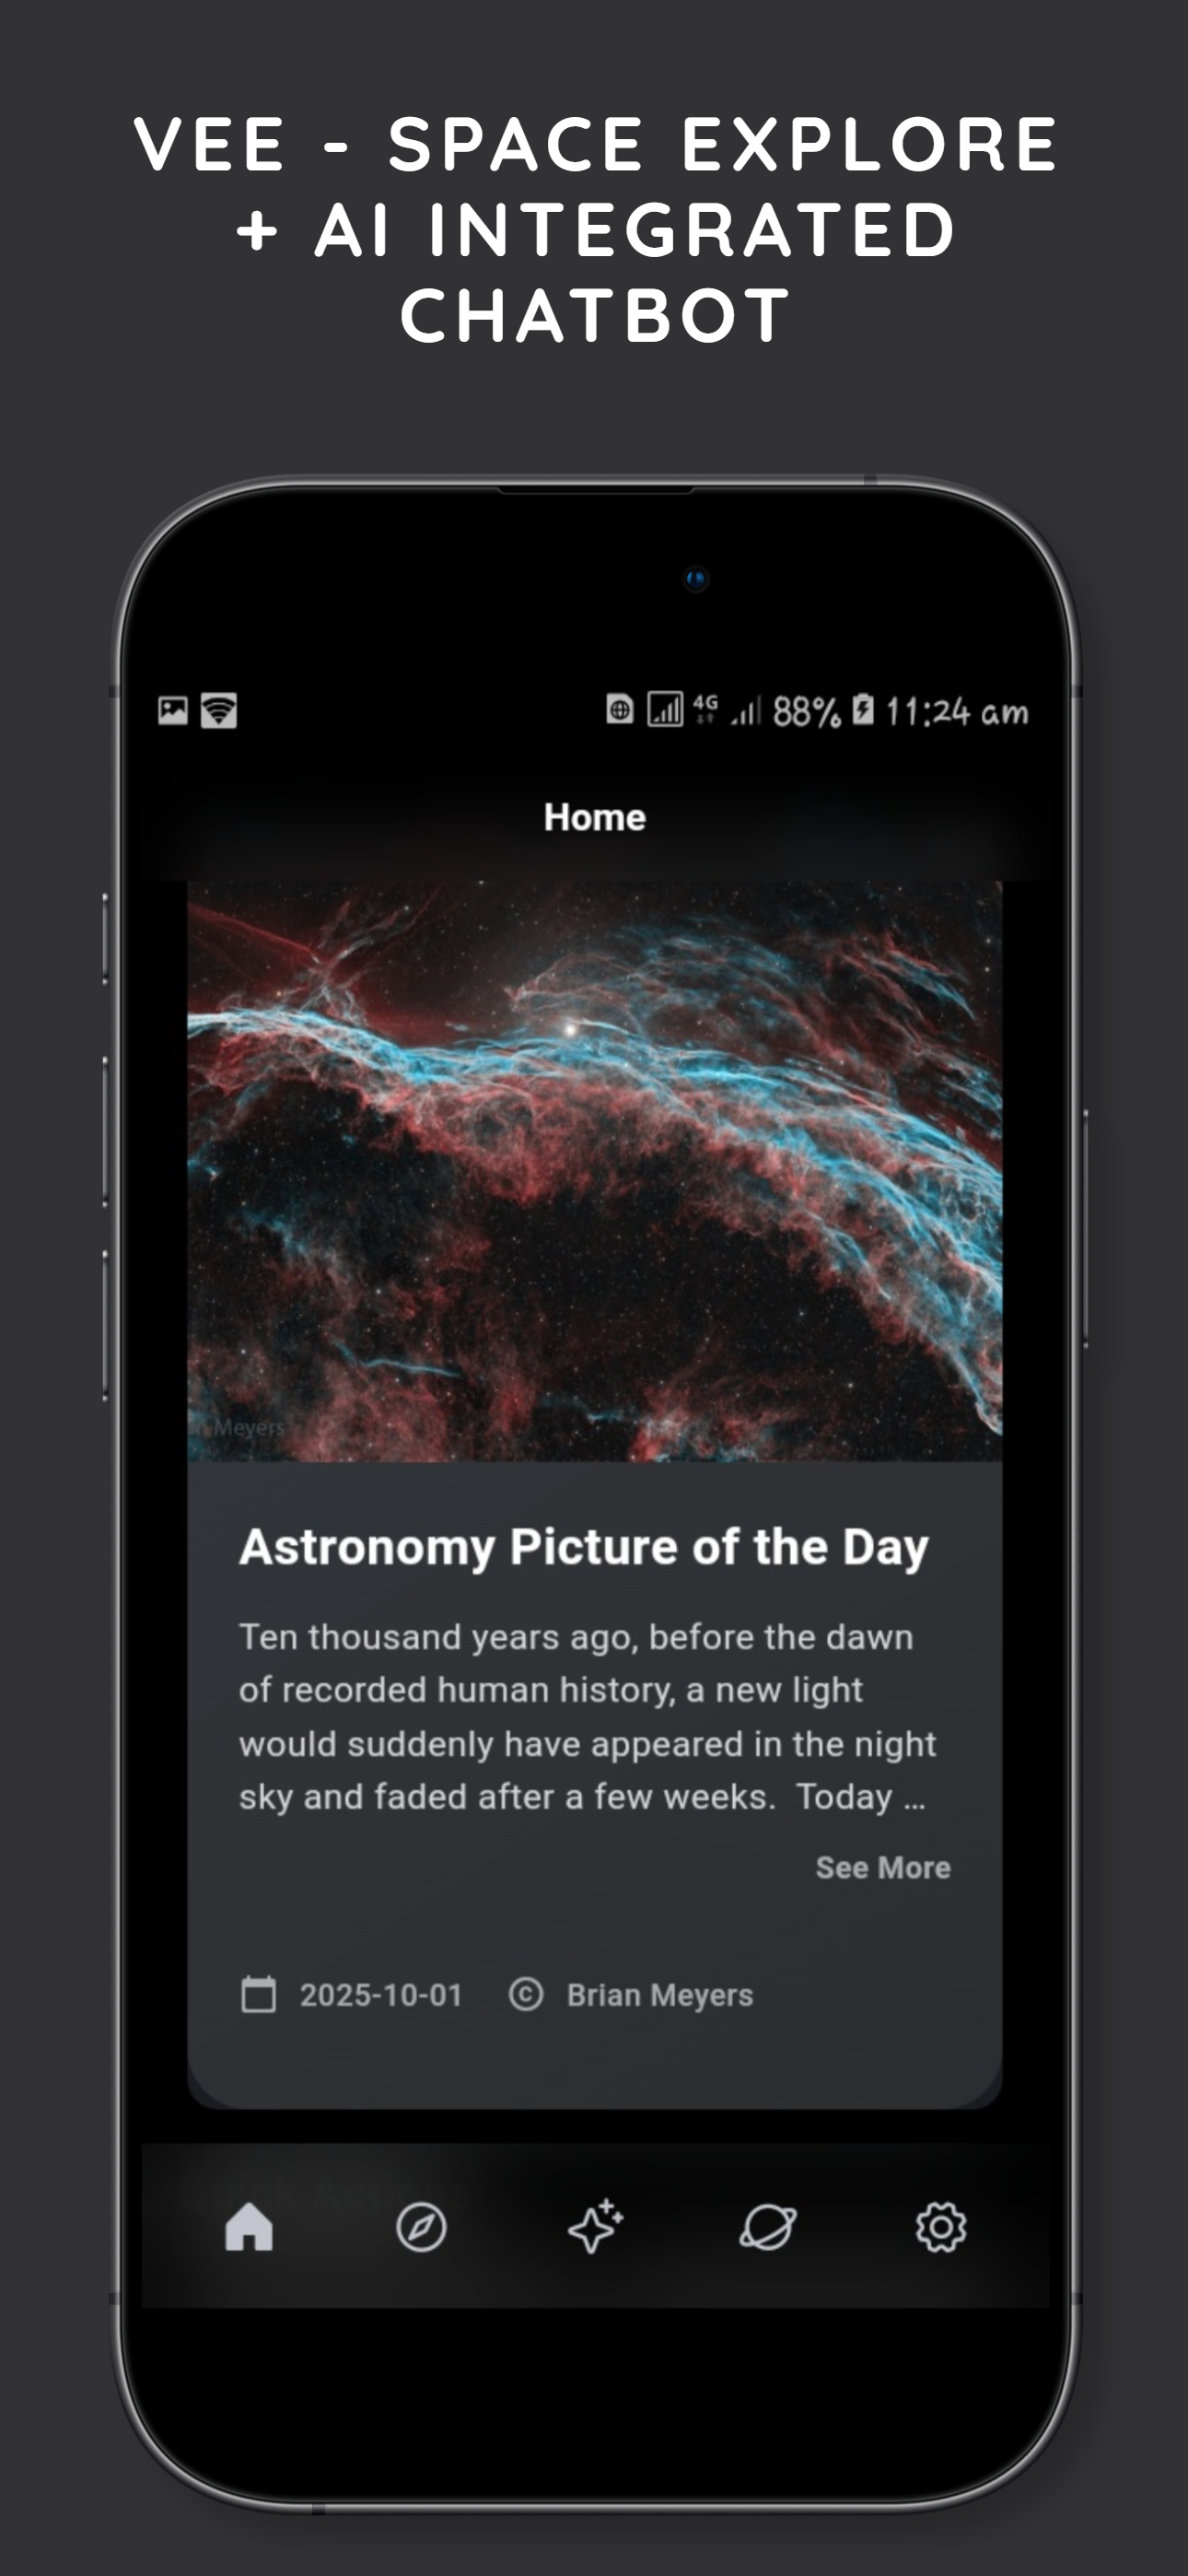 VEE - SPACE EXPLORE
+ AI INTEGRATED
CHATBOT
4G 88% 11:24 am
Home
Meyers
Astronomy Picture of the Day
Ten thousand years ago, before the dawn
of recorded human history, a new light
would suddenly have appeared in the night
sky and faded after a few weeks. Today ...
See More
2025-10-01 © Brian Meyers
Quick Actions